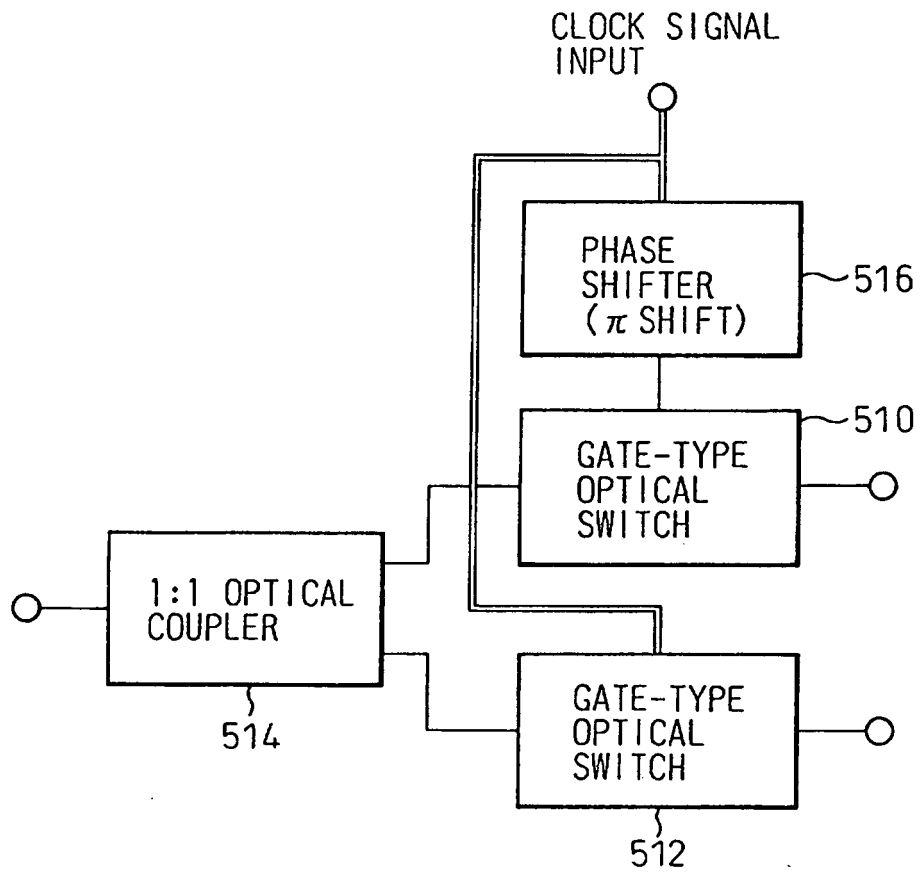 CLOCK SIGNAL
INPUT
PHASE
SHIFTER
(π SHIFT)
516
510
GATE-TYPE
OPTICAL
SWITCH
1:1 OPTICAL
COUPLER
514
GATE-TYPE
OPTICAL
SWITCH
512